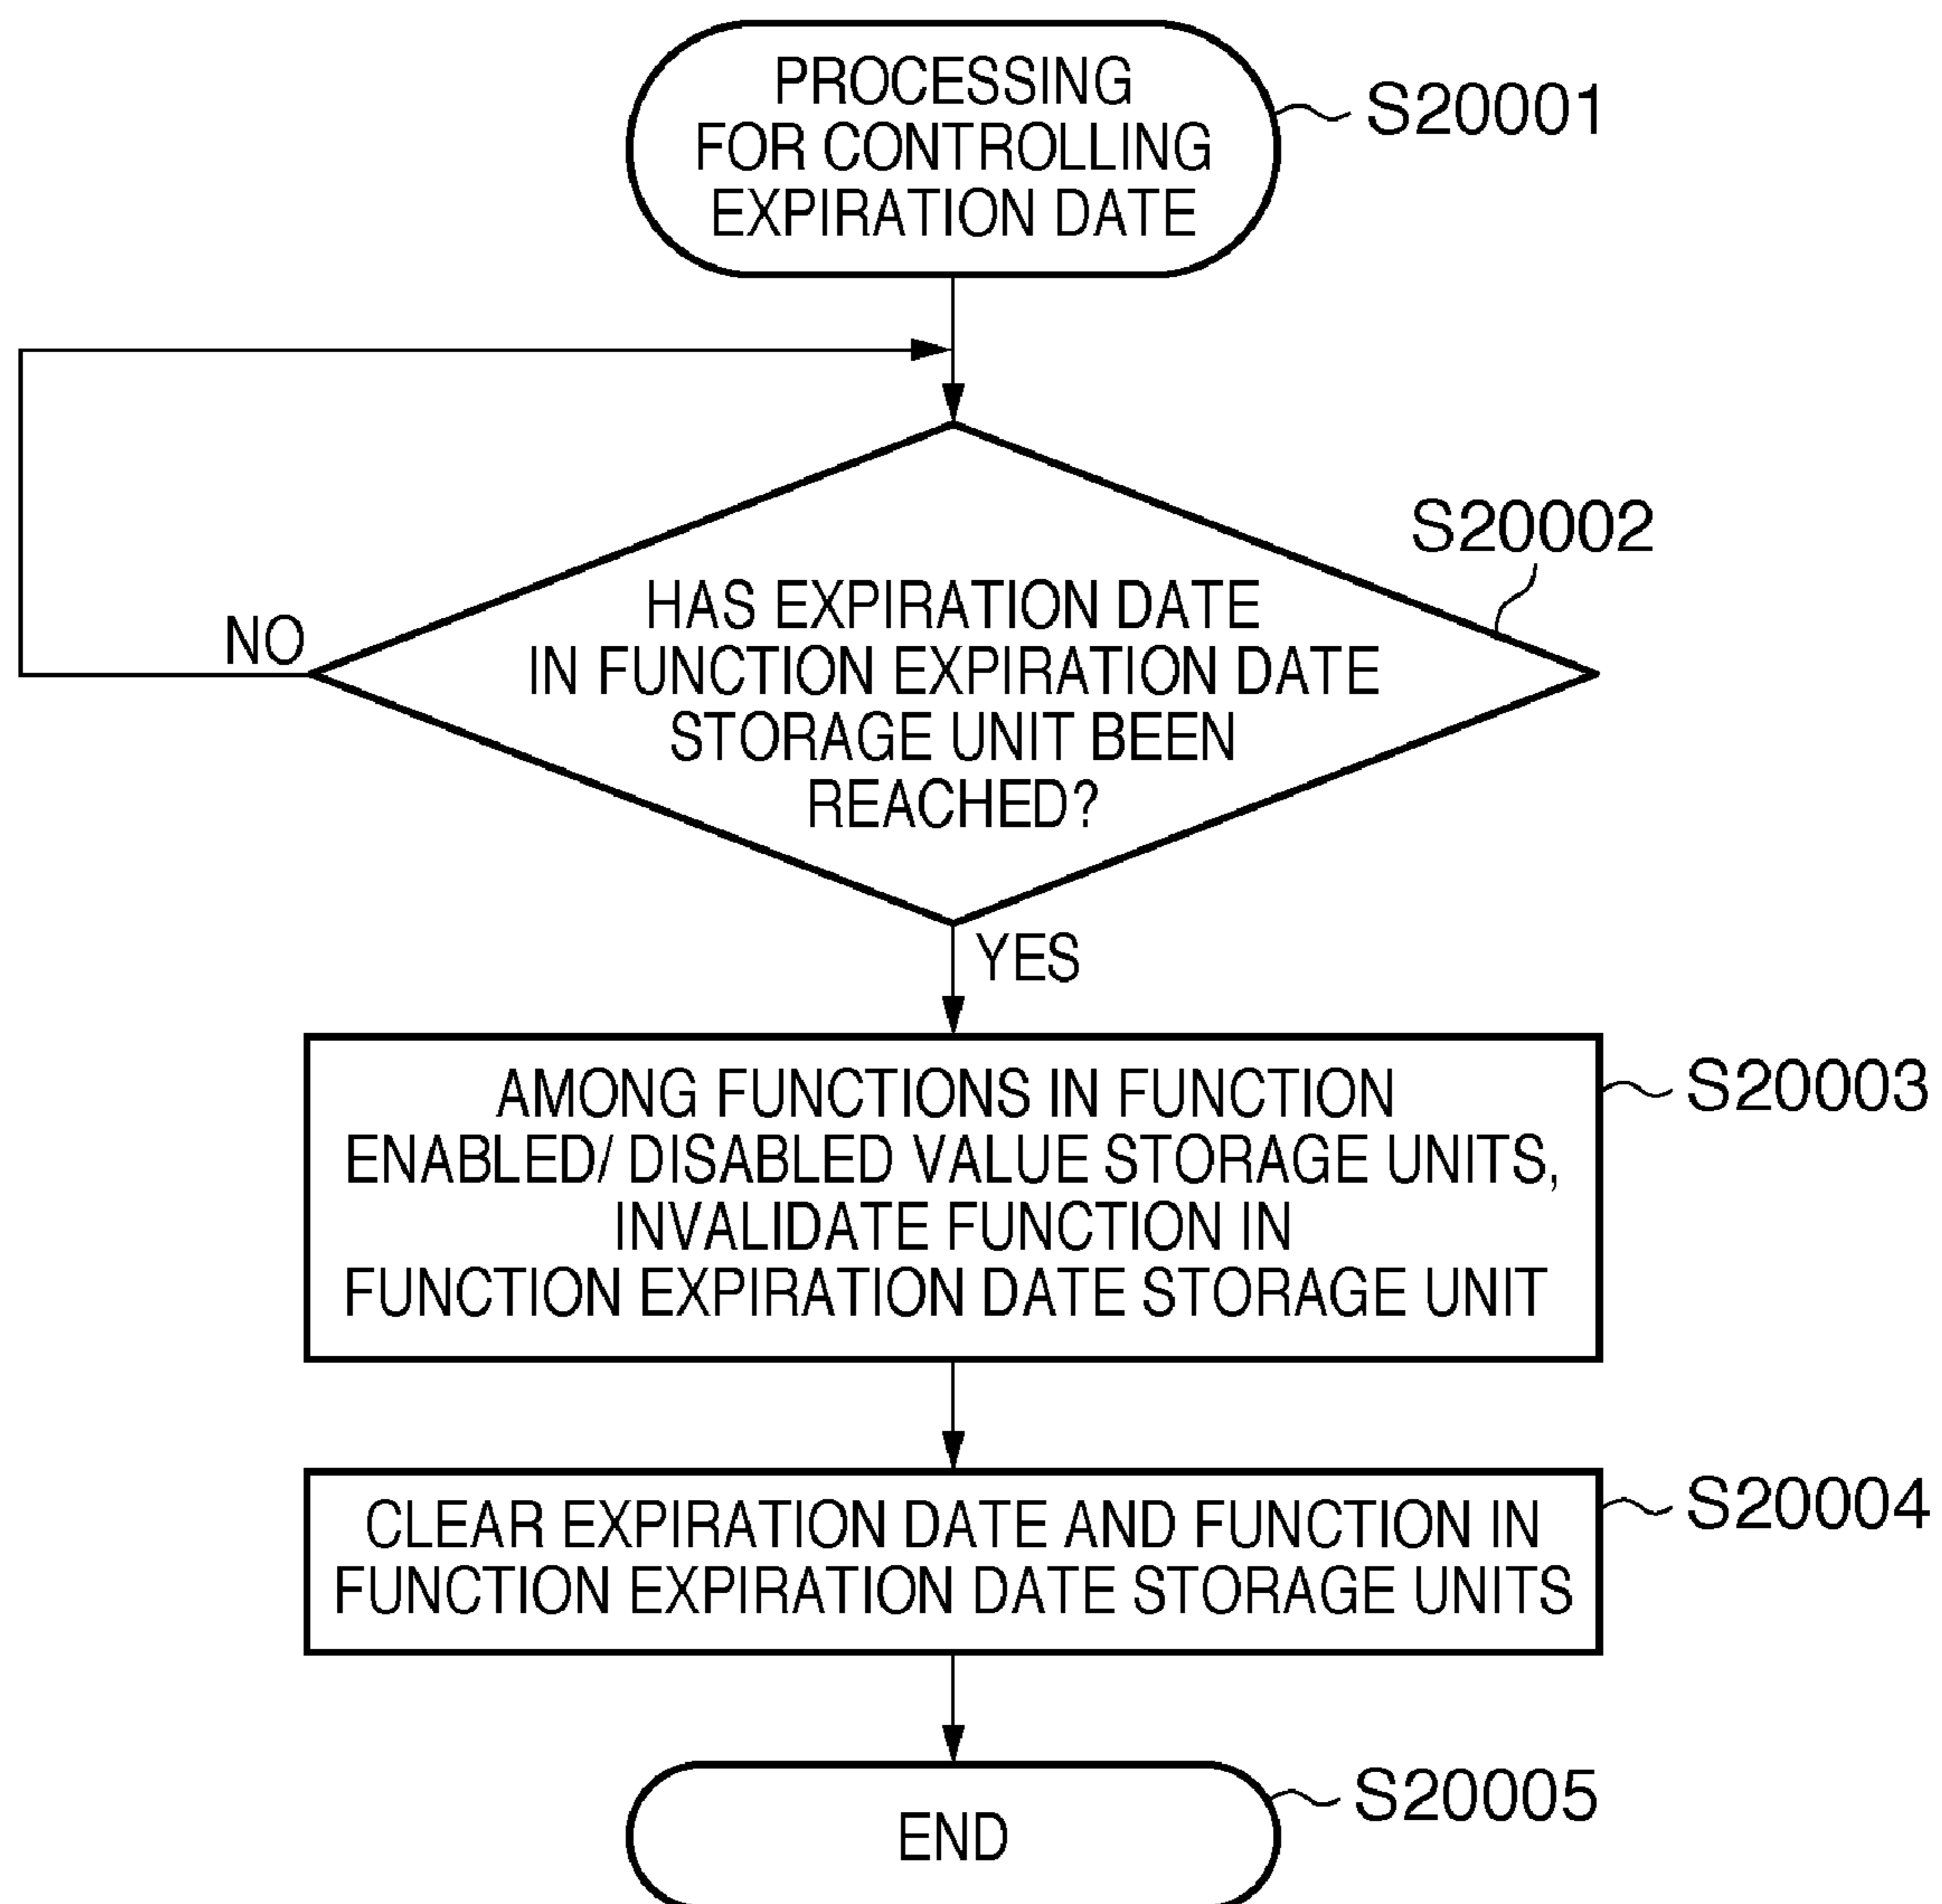 PROCESSING
FOR CONTROLLING
EXPIRATION DATE
S20001
S20002
HAS EXPIRATION DATE
IN FUNCTION EXPIRATION DATE
STORAGE UNIT BEEN
REACHED?
NO
YES
AMONG FUNCTIONS IN FUNCTION
ENABLED/ DISABLED VALUE STORAGE UNITS,
INVALIDATE FUNCTION IN
FUNCTION EXPIRATION DATE STORAGE UNIT
S20003
CLEAR EXPIRATION DATE AND FUNCTION IN
FUNCTION EXPIRATION DATE STORAGE UNITS
S20004
END
S20005